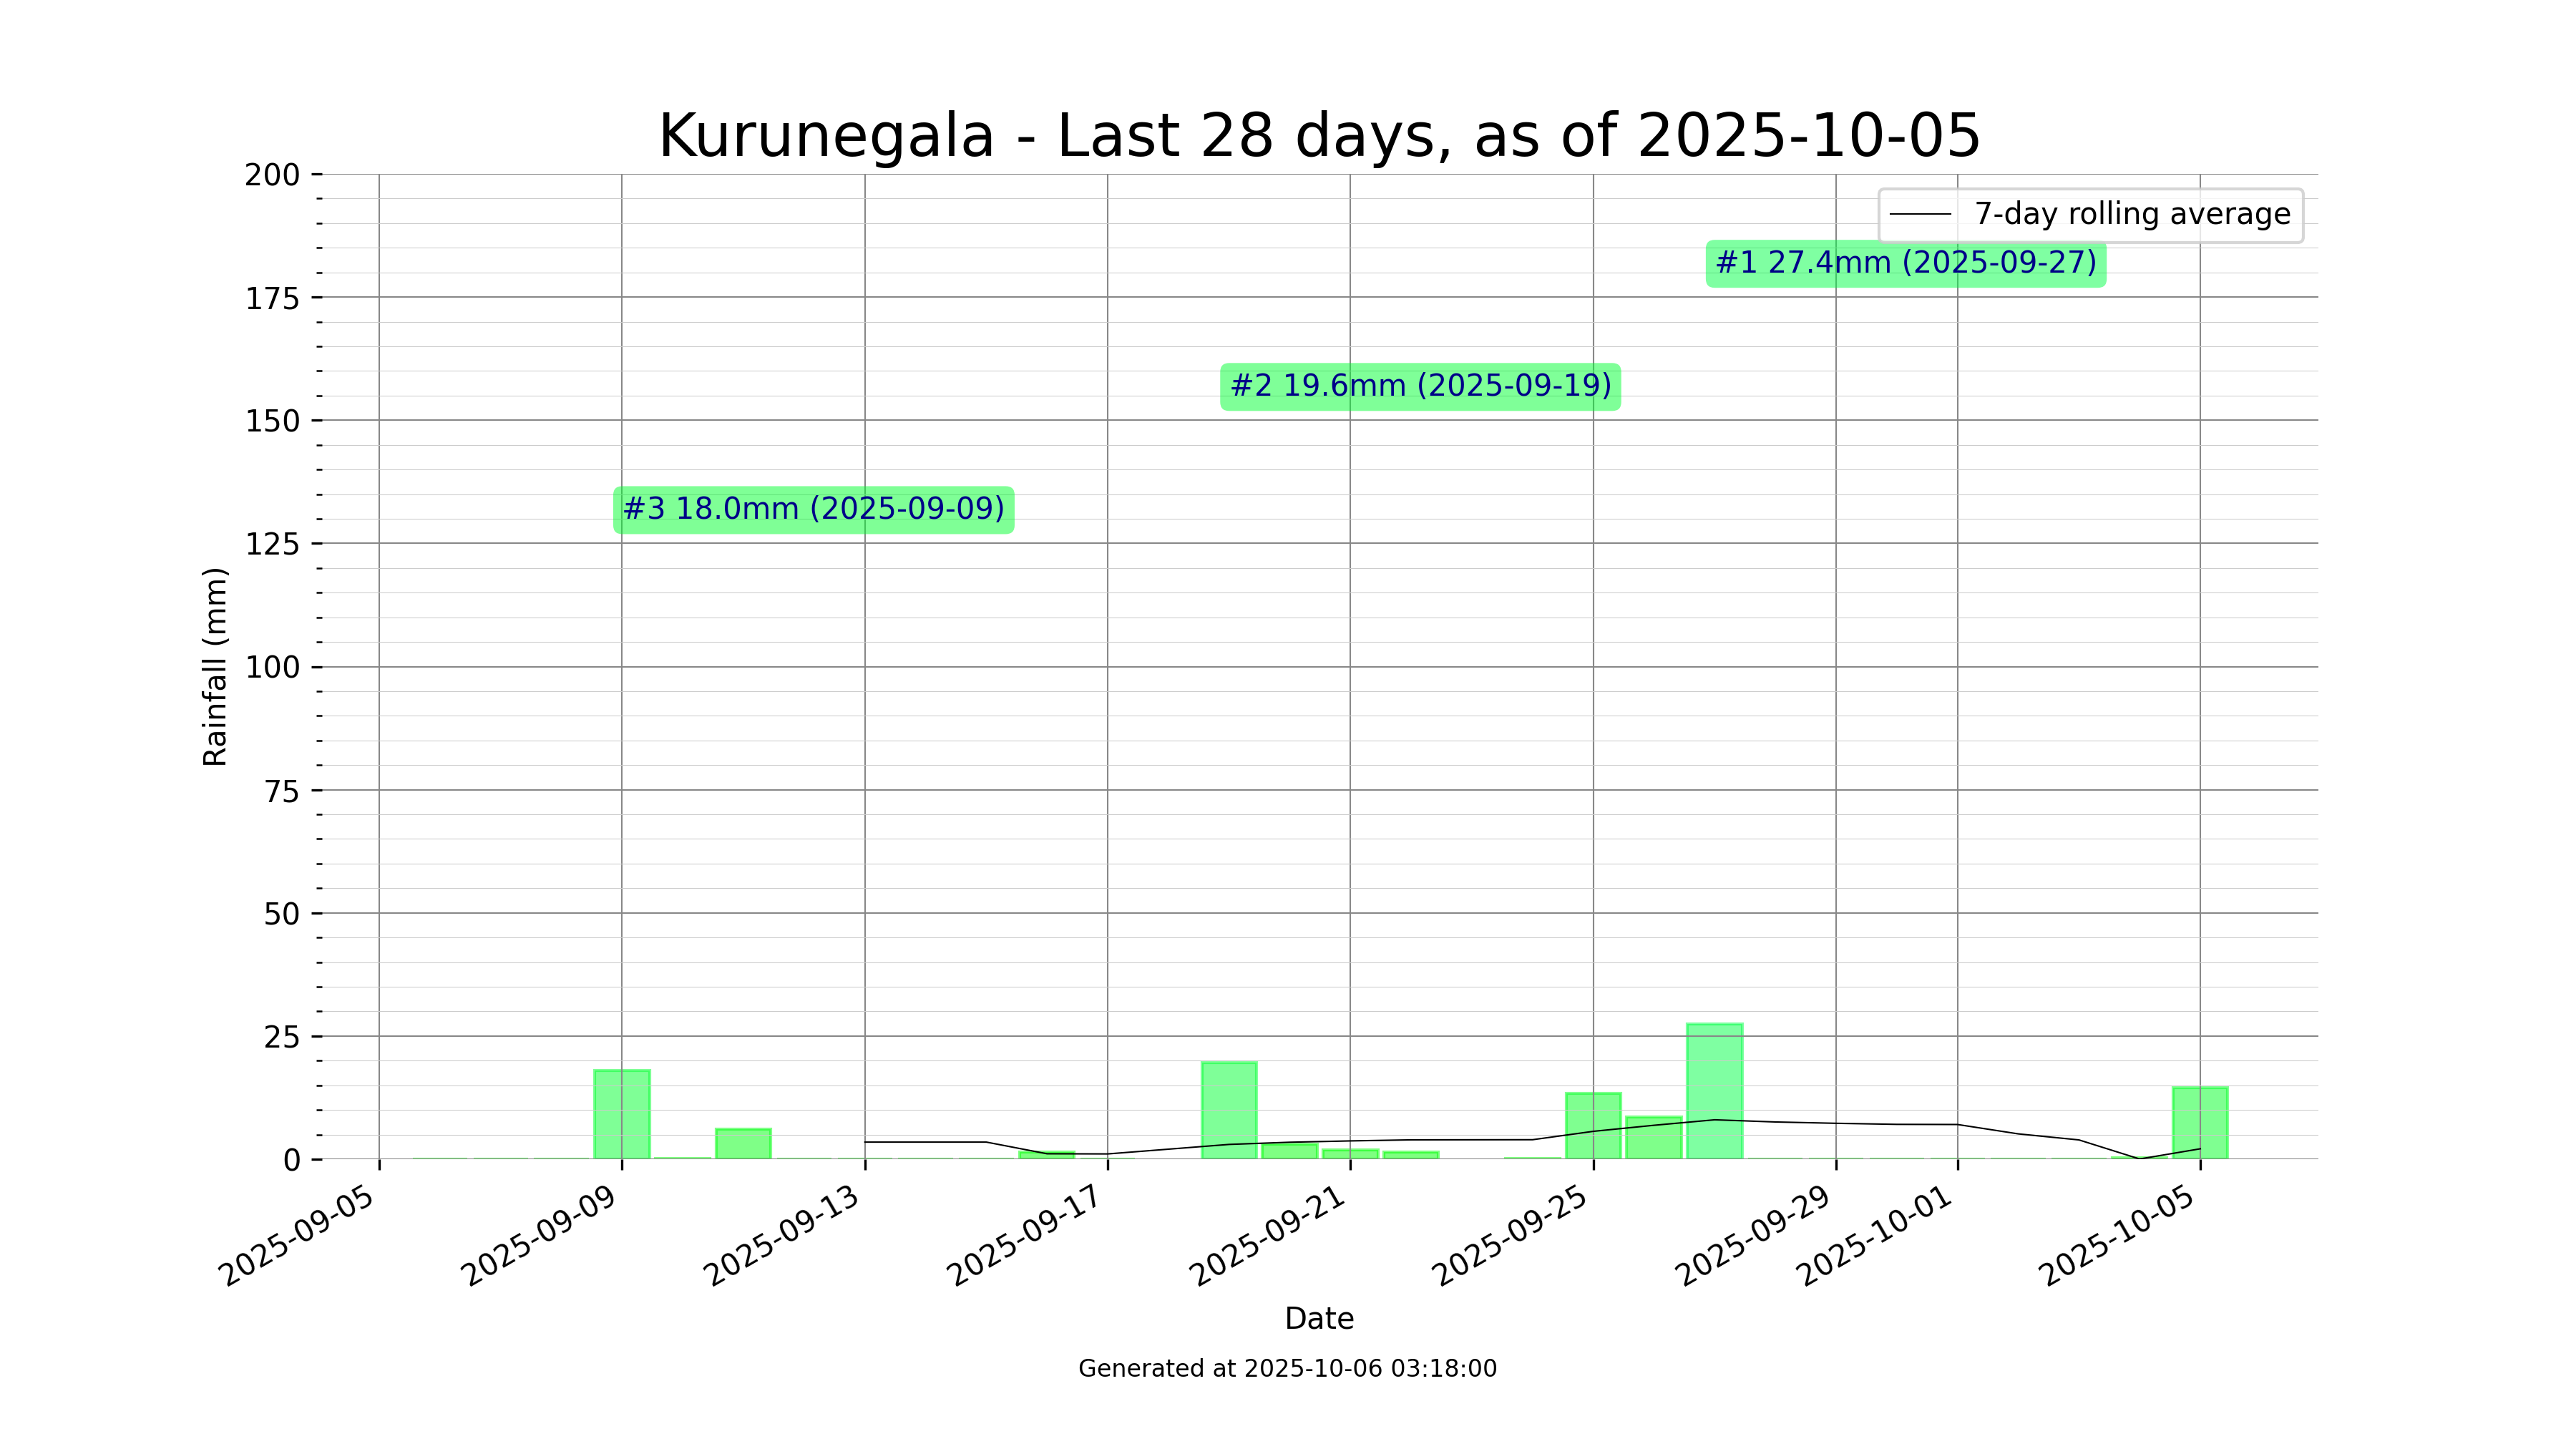 Kurunegala - Last 28 days, as of 2025-10-05
7-day rolling average
#1 27.4mm (2025-09-27)
#2 19.6mm (2025-09-19)
#3 18.0mm (2025-09-09)
Rainfall (mm)
200
175
150
125
100
75
50
25
0
2025-09-05
2025-09-09
2025-09-13
2025-09-17
2025-09-21
2025-09-25
2025-09-29
2025-10-01
2025-10-05
Date
Generated at 2025-10-06 03:18:00